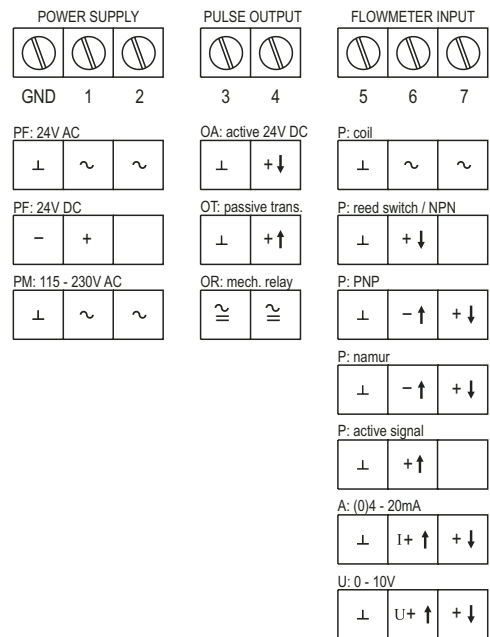 POWER SUPPLY
PULSE OUTPUT
FLOWMETER INPUT
GND 1 2
3 4
5 6 7
PF: 24V AC
OA: active 24V DC
P: coil
⊥ ~ ~
⊥ +↓
⊥ ~ ~
PF: 24V DC
OT: passive trans.
P: reed switch / NPN
− +
⊥ +↑
⊥ +↓
PM: 115 - 230V AC
OR: mech. relay
P: PNP
⊥ ~ ~
≅ ≅
⊥ −↑ +↓
P: namur
⊥ −↑ +↓
P: active signal
⊥ +↑
A: (0)4 - 20mA
⊥ I+ ↑ +↓
U: 0 - 10V
⊥ U+ ↑ +↓